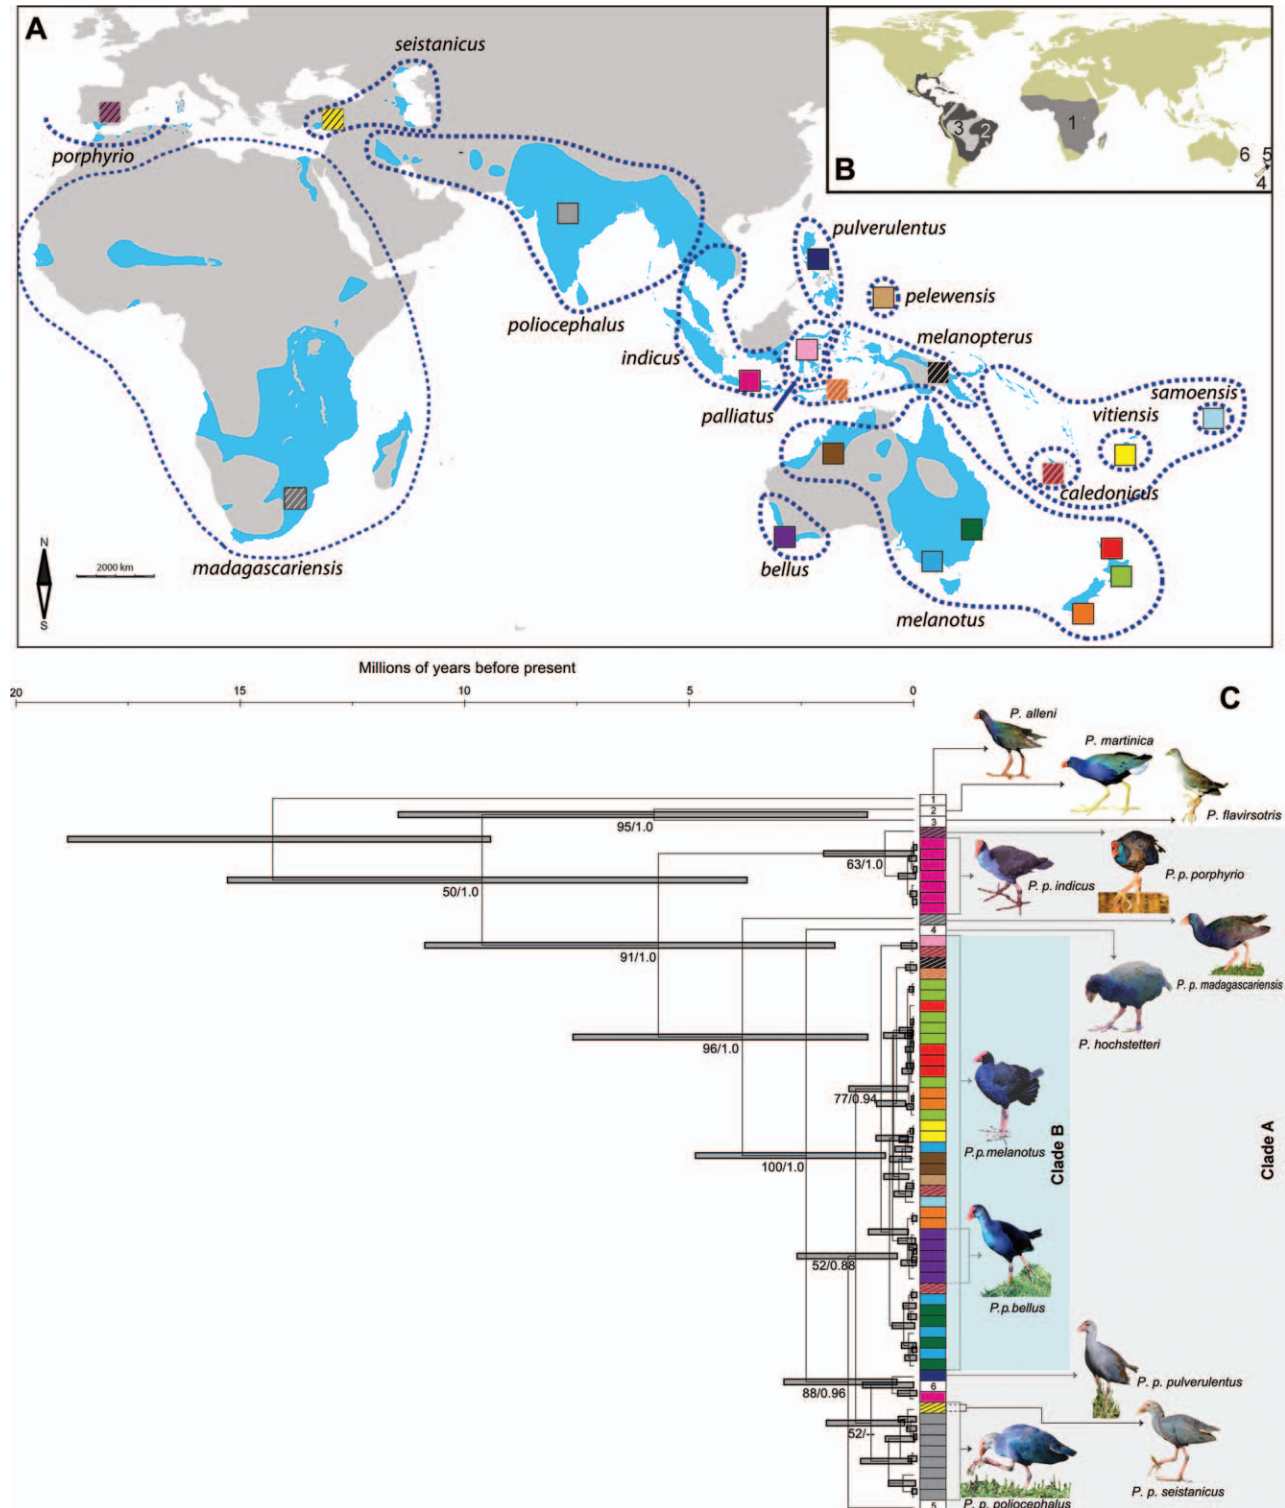 A
seistanicus
porphyrio
poliocephalus
indicus
palliatus
pulverulentus
pelewensis
melanopterus
samoensis
vitiensis
caledonicus
madagascariensis
bellus
melanotus
N
S
2000 km
B
1
2
3
6
5
4
Millions of years before present
20
15
10
5
0
C
P. alleni
P. martinica
P. flavirsotris
1
2
3
95/1.0
63/1.0
50/1.0
P. p. indicus
P. p. porphyrio
4
91/1.0
P. p. madagascariensis
P. hochstetteri
96/1.0
77/0.94
P.p.melanotus
Clade B
Clade A
100/1.0
52/0.88
P.p.bellus
88/0.96
6
P. p. pulverulentus
52/--
P. p. seistanicus
5
P. p. poliocephalus